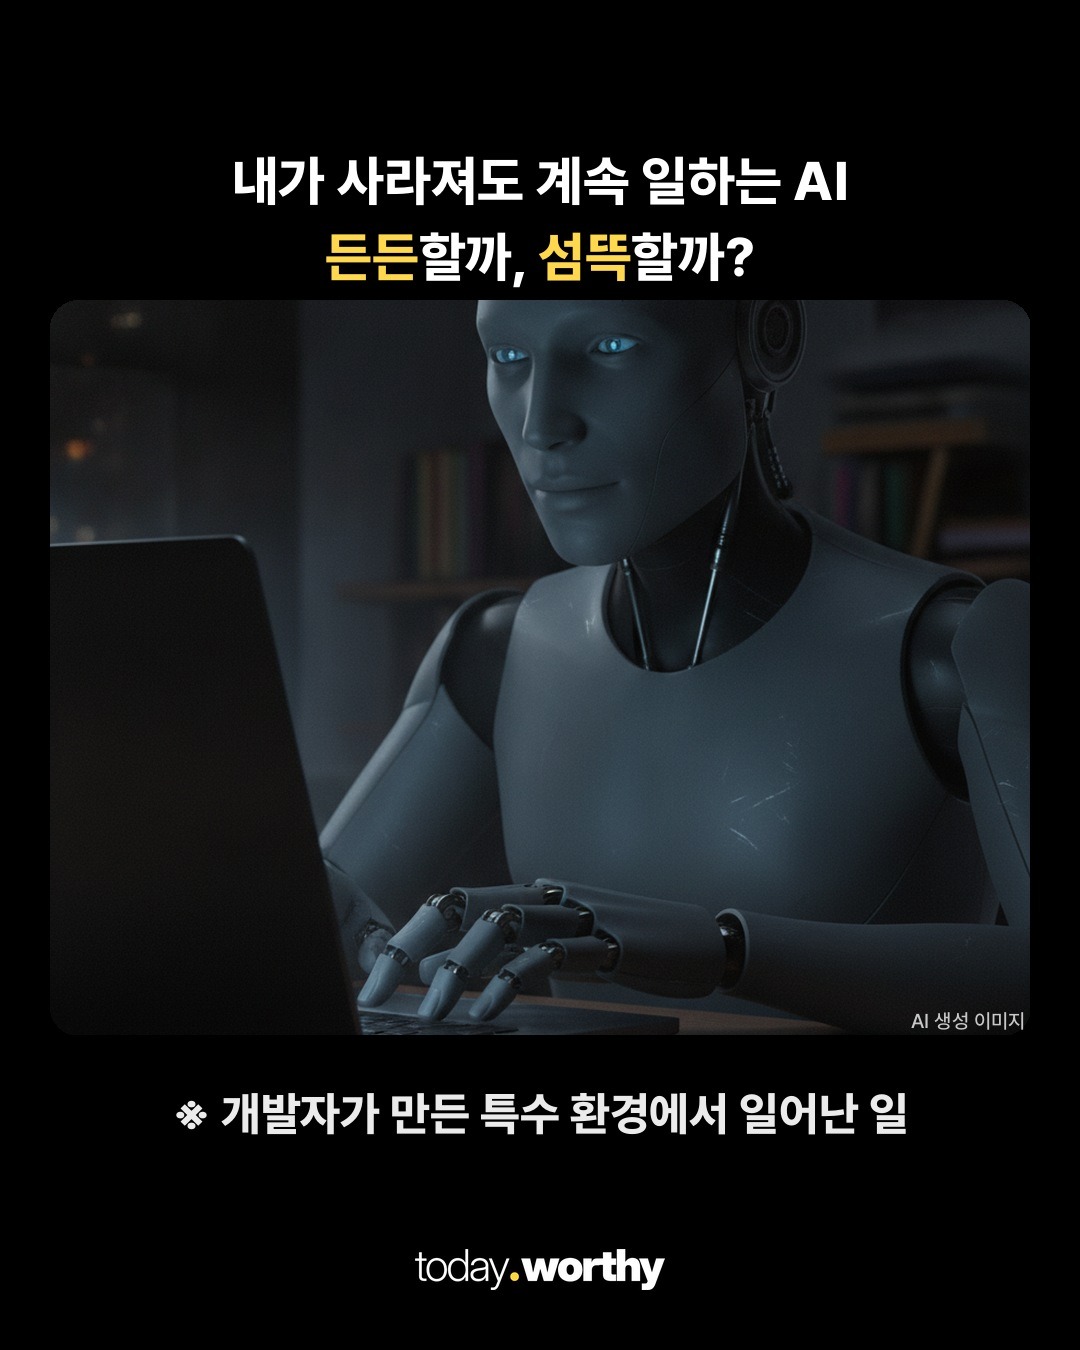 내가 사라져도 계속 일하는 AI
든든할까, 섬뜩할까?
AI 생성 이미지
※ 개발자가 만든 특수 환경에서 일어난 일
today.worthy